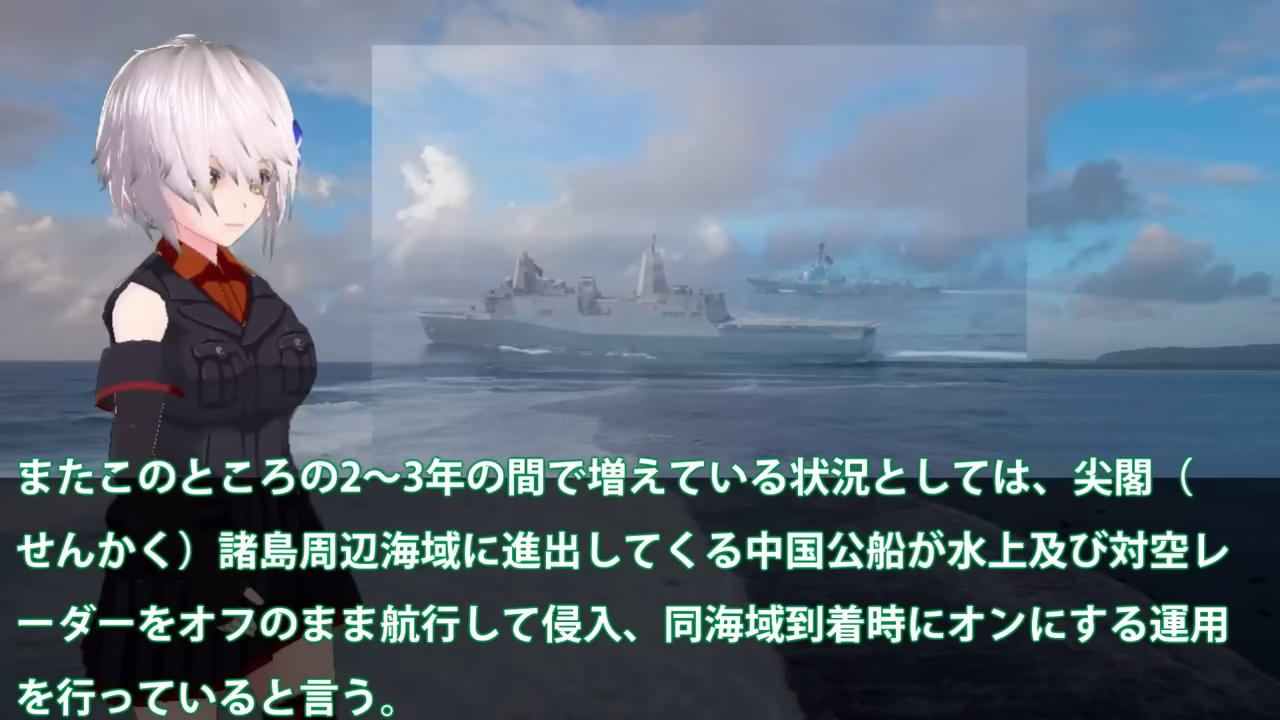 またこのところの2～3年の間で増えている状況としては、尖閣（
せんかく）諸島周辺海域に進出してくる中国公船が水上及び対空レ
ーダーをオフのまま航行して侵入、同海域到着時にオンにする運用
を行っていると言う。